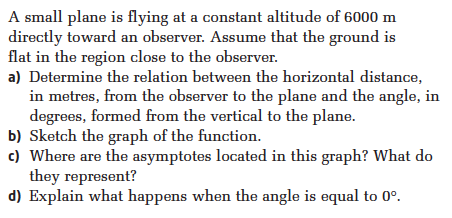 A small plane is flying at a constant altitude of 6000 m
directly toward an observer. Assume that the ground is
flat in the region close to the observer.
a) Determine the relation between the horizontal distance,
in metres, from the observer to the plane and the angle, in
degrees, formed from the vertical to the plane.
b) Sketch the graph of the function.
c) Where are the asymptotes located in this graph? What do
they represent?
d) Explain what happens when the angle is equal to 0°.